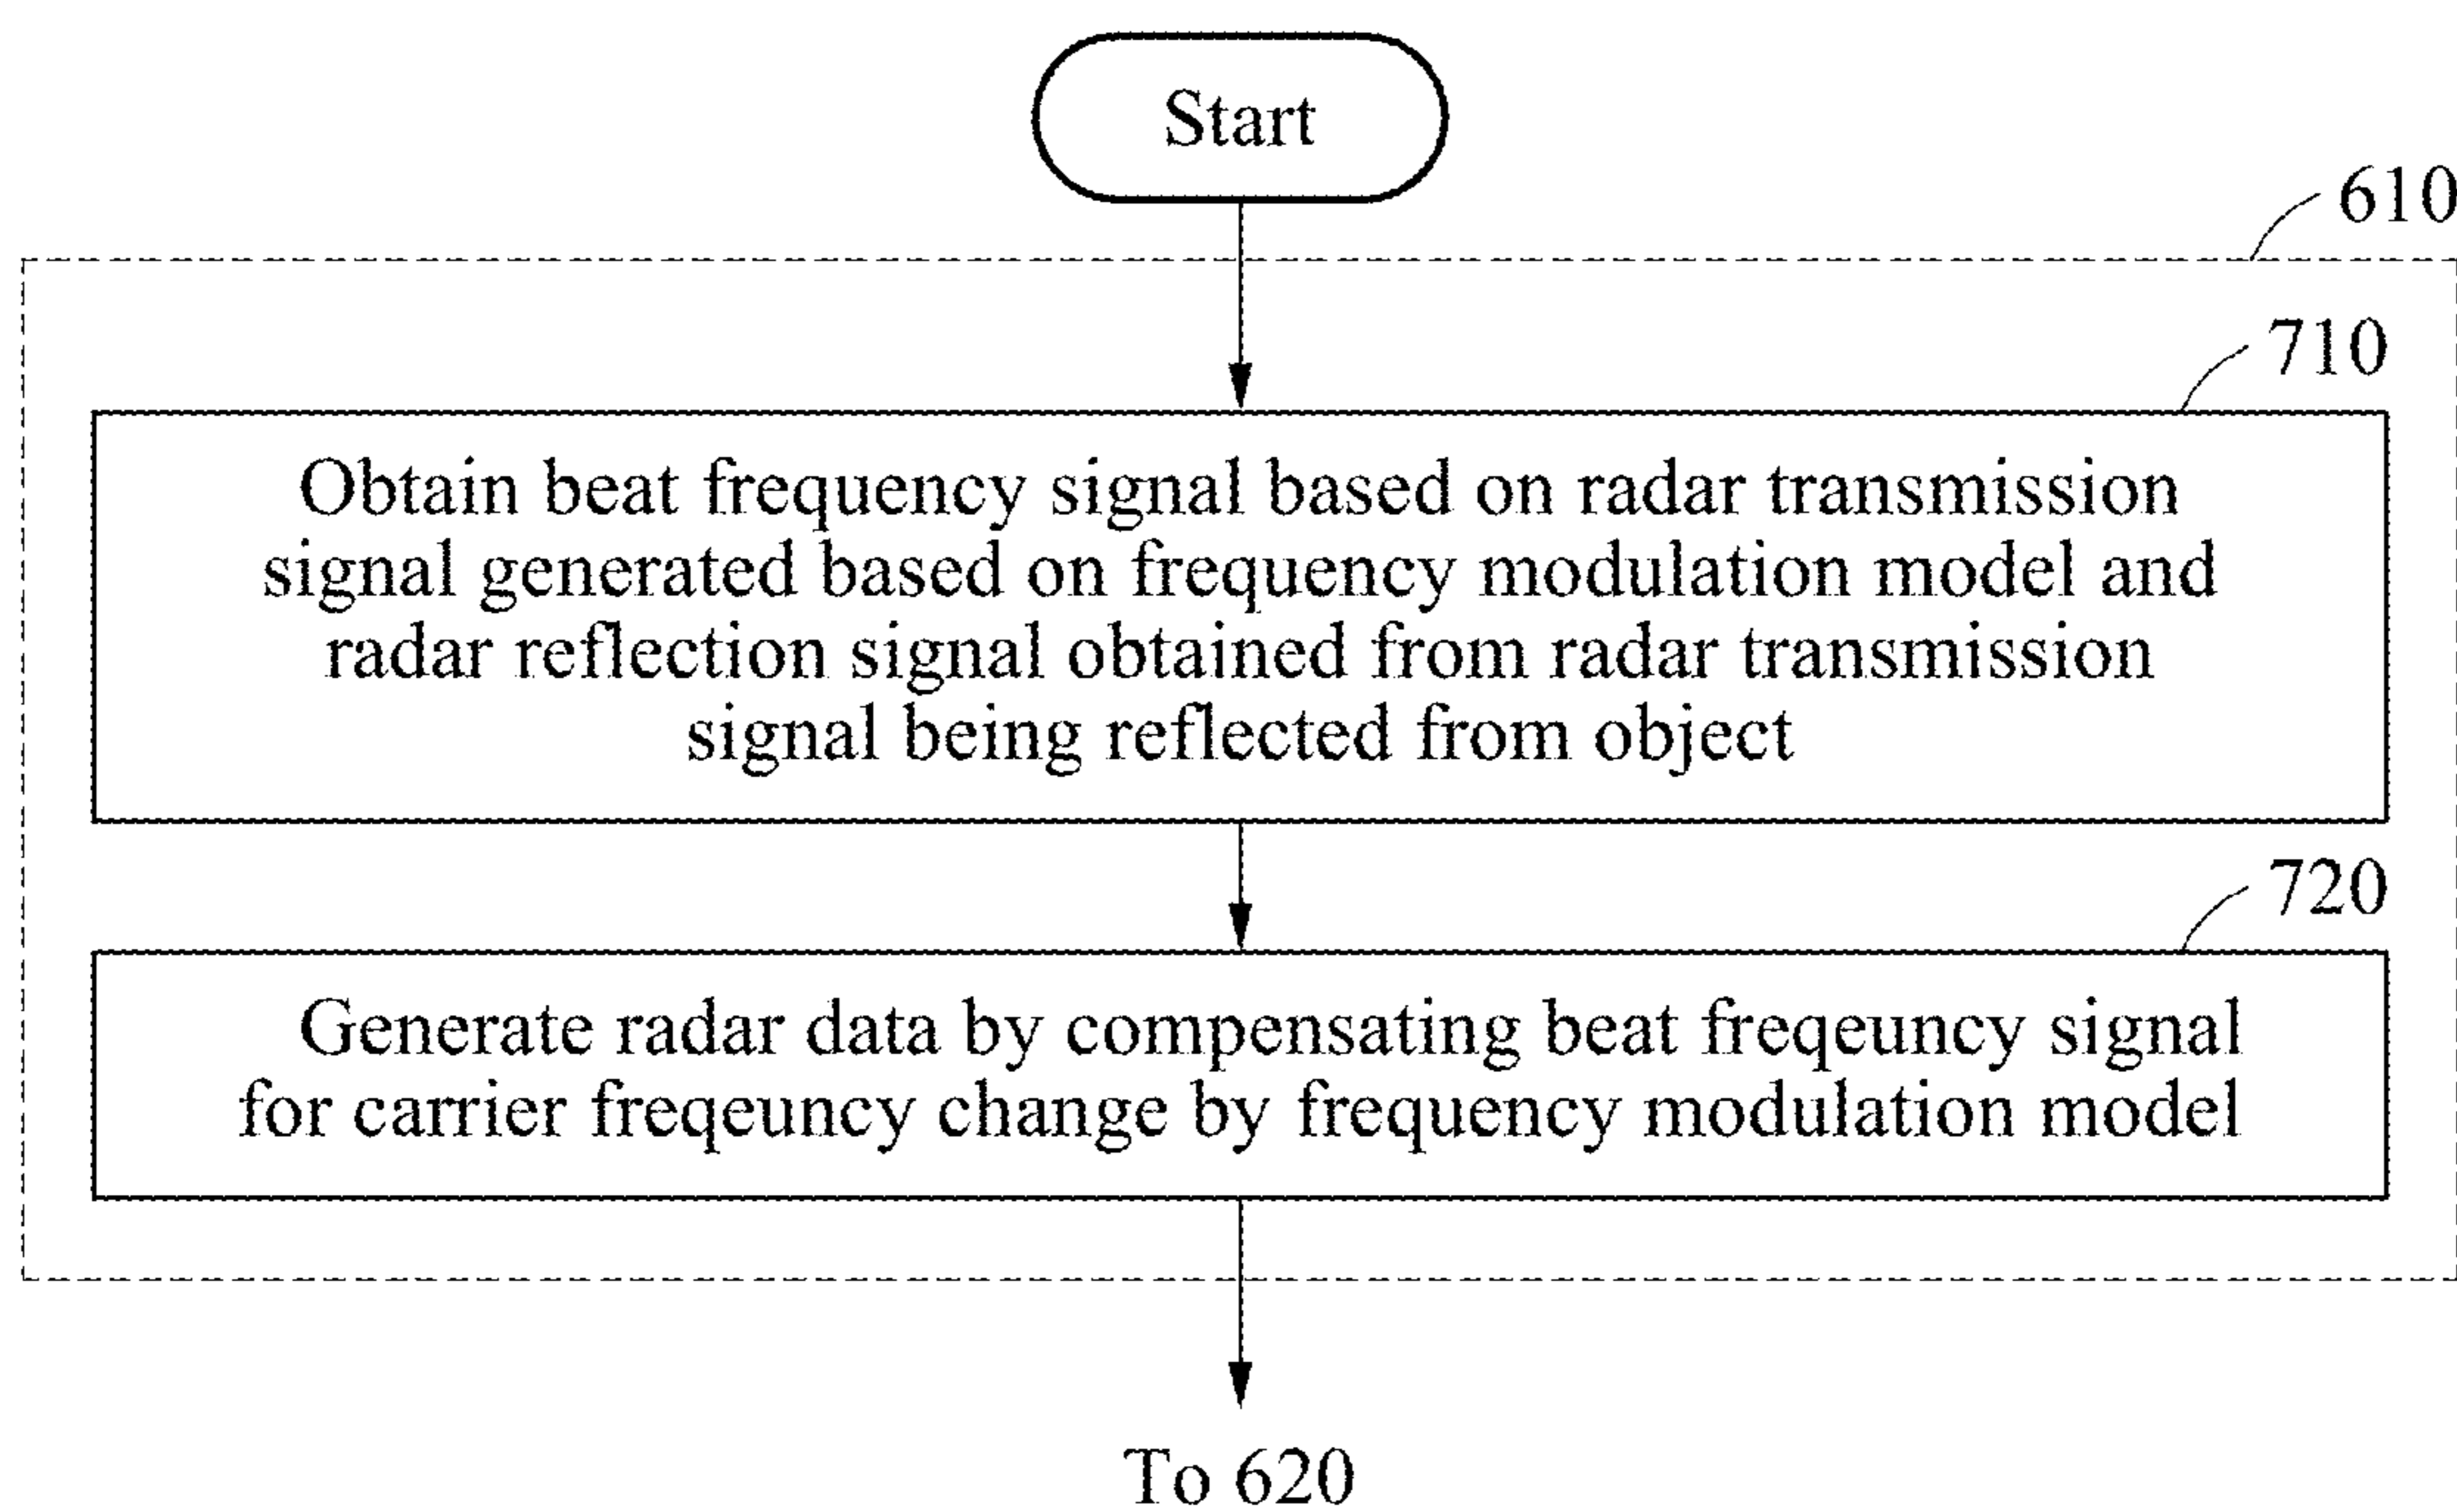 Start
610
710
Obtain beat frequency signal based on radar transmission
signal generated based on frequency modulation model and
radar reflection signal obtained from radar transmission
signal being reflected from object
720
Generate radar data by compensating beat freqeuncy signal
for carrier freqeuncy change by frequency modulation model
To 620